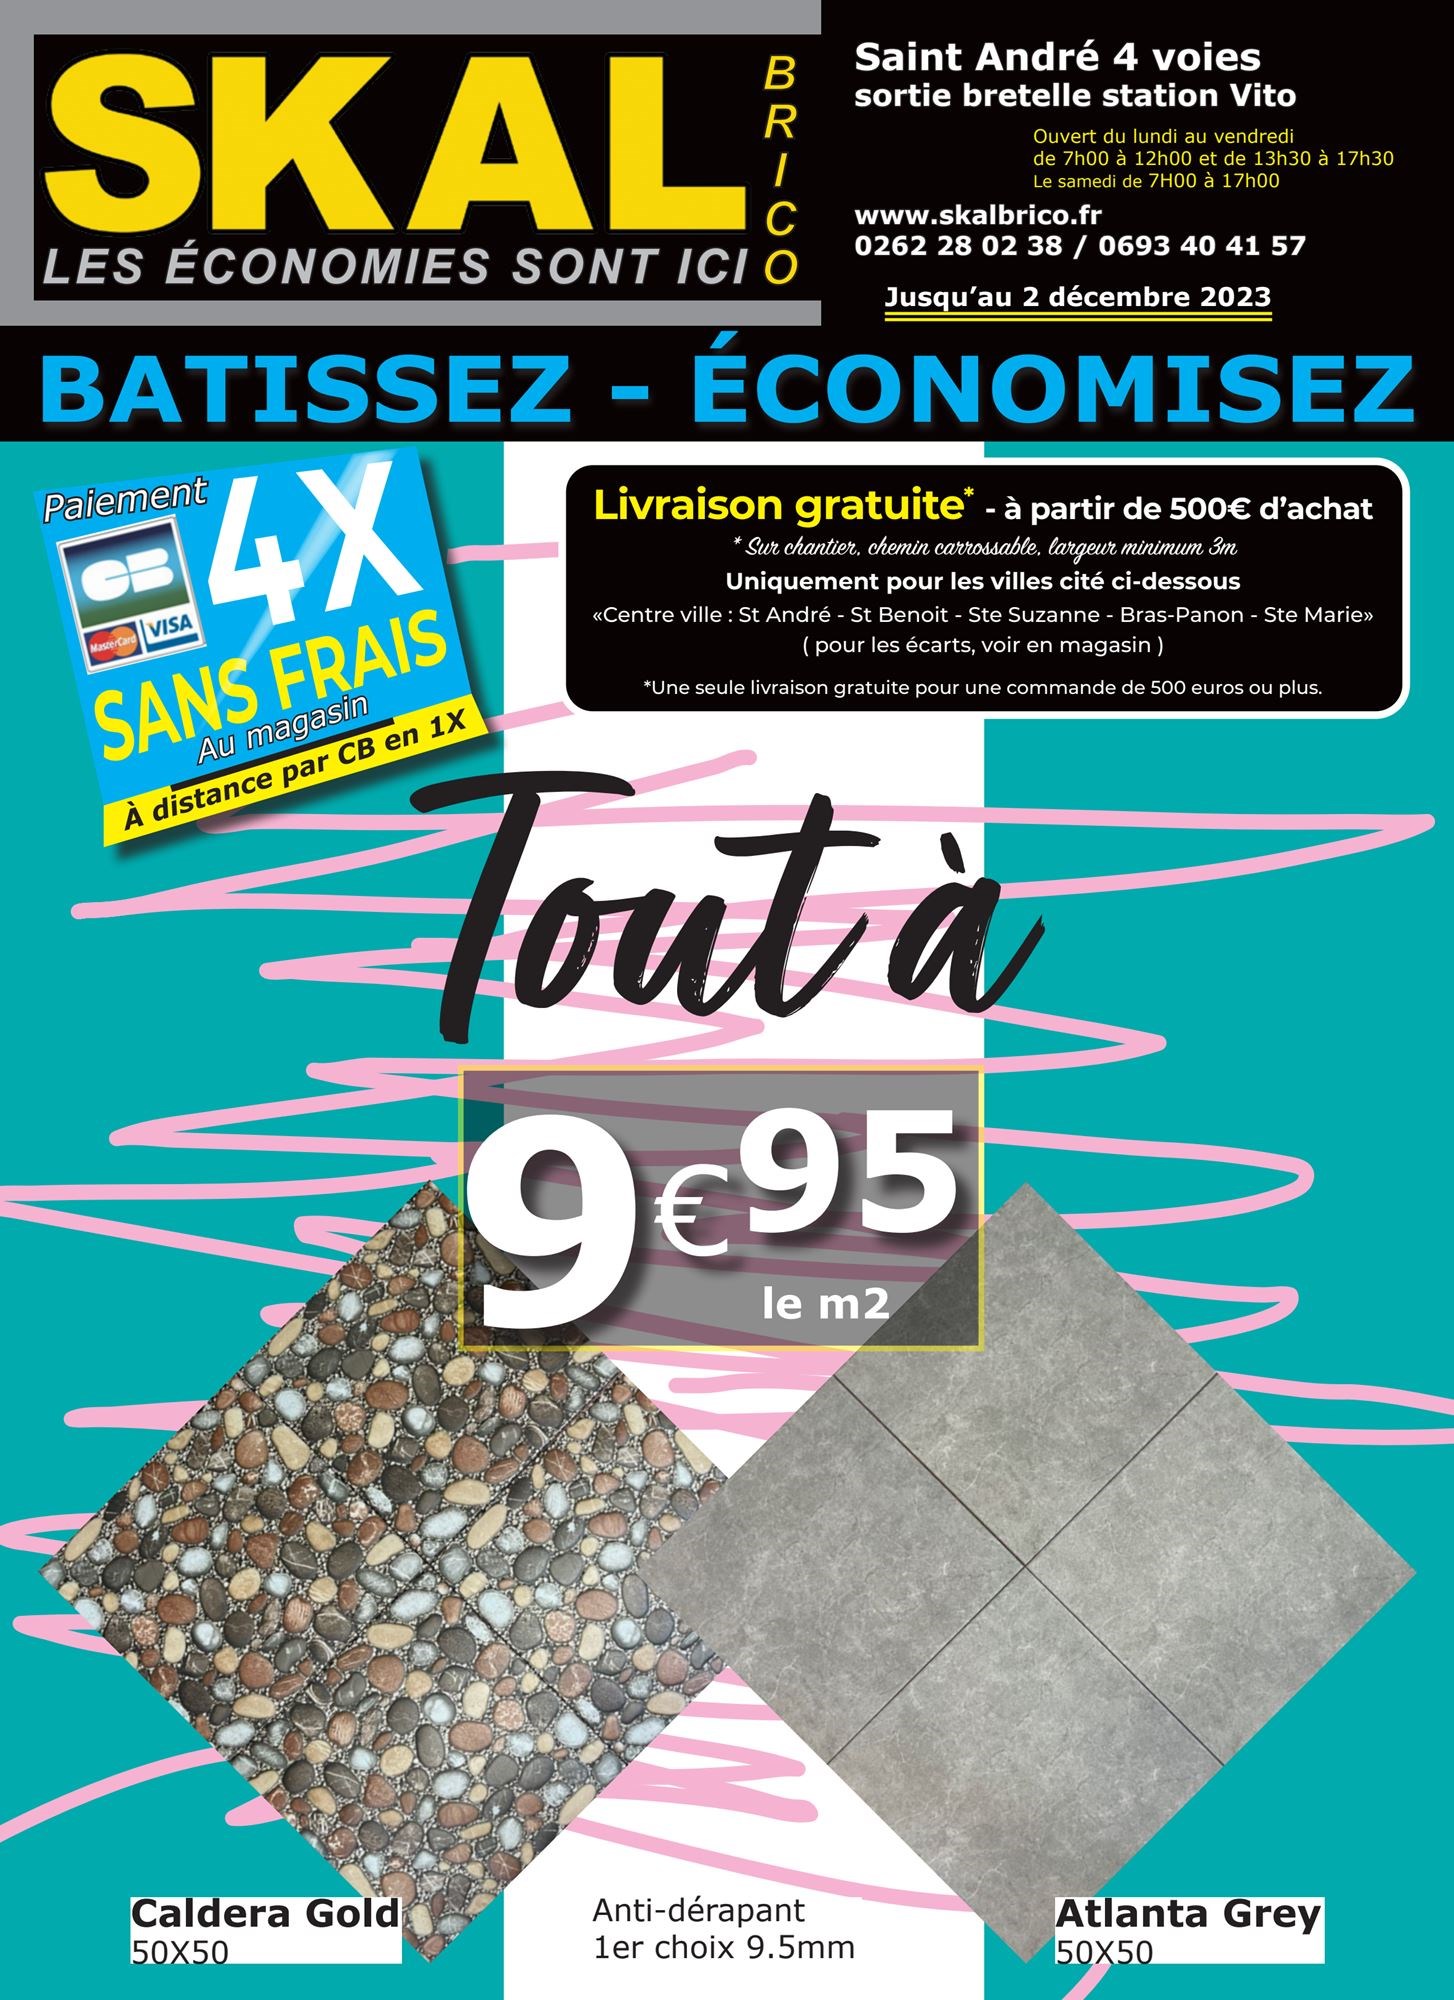 SKAL
BRICO
LES ÉCONOMIES SONT ICI
Saint André 4 voies
sortie bretelle station Vito
Ouvert du lundi au vendredi
de 7h00 à 12h00 et de 13h30 à 17h30
Le samedi de 7H00 à 17h00
www.skalbrico.fr
0262 28 02 38 / 0693 40 41 57
Jusqu’au 2 décembre 2023
BATISSEZ - ÉCONOMISEZ
Paiement
4X
CB
MasterCard
VISA
SANS FRAIS
Au magasin
À distance par CB en 1X
Livraison gratuite* - à partir de 500€ d’achat
* Sur chantier, chemin carrossable, largeur minimum 3m
Uniquement pour les villes cité ci-dessous
«Centre ville : St André - St Benoit - Ste Suzanne - Bras-Panon - Ste Marie»
( pour les écarts, voir en magasin )
*Une seule livraison gratuite pour une commande de 500 euros ou plus.
Tout à
9€95
le m2
Caldera Gold
50X50
Anti-dérapant
1er choix 9.5mm
Atlanta Grey
50X50